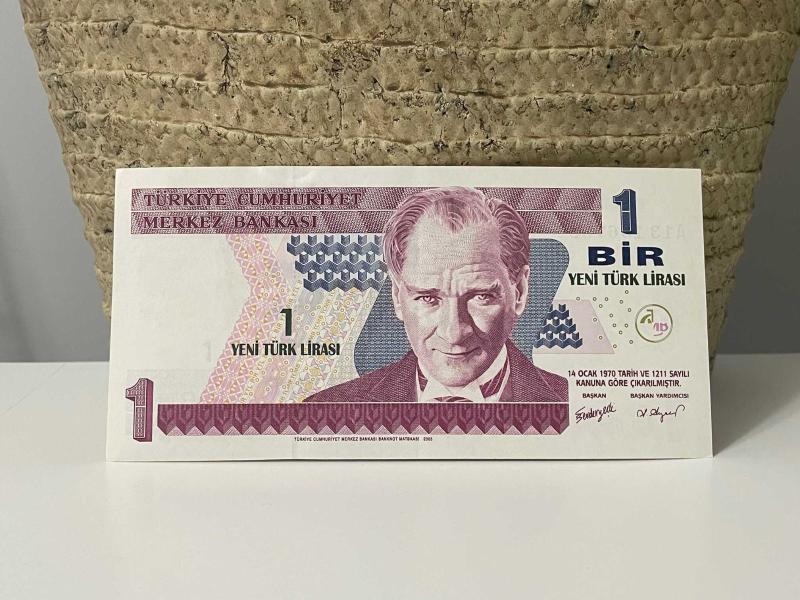 TÜRKİYE CUMHURİYET
MERKEZ BANKASI
1
BİR
YENİ TÜRK LİRASI
1
YENİ TÜRK LİRASI
14 OCAK 1970 TARİH VE 1211 SAYILI
KANUNA GÖRE ÇIKARILMIŞTIR.
BAŞKAN BAŞKAN YARDIMCISI
1
TÜRKİYE CUMHURİYET MERKEZ BANKASI BANKNOT MATBAASI 2005